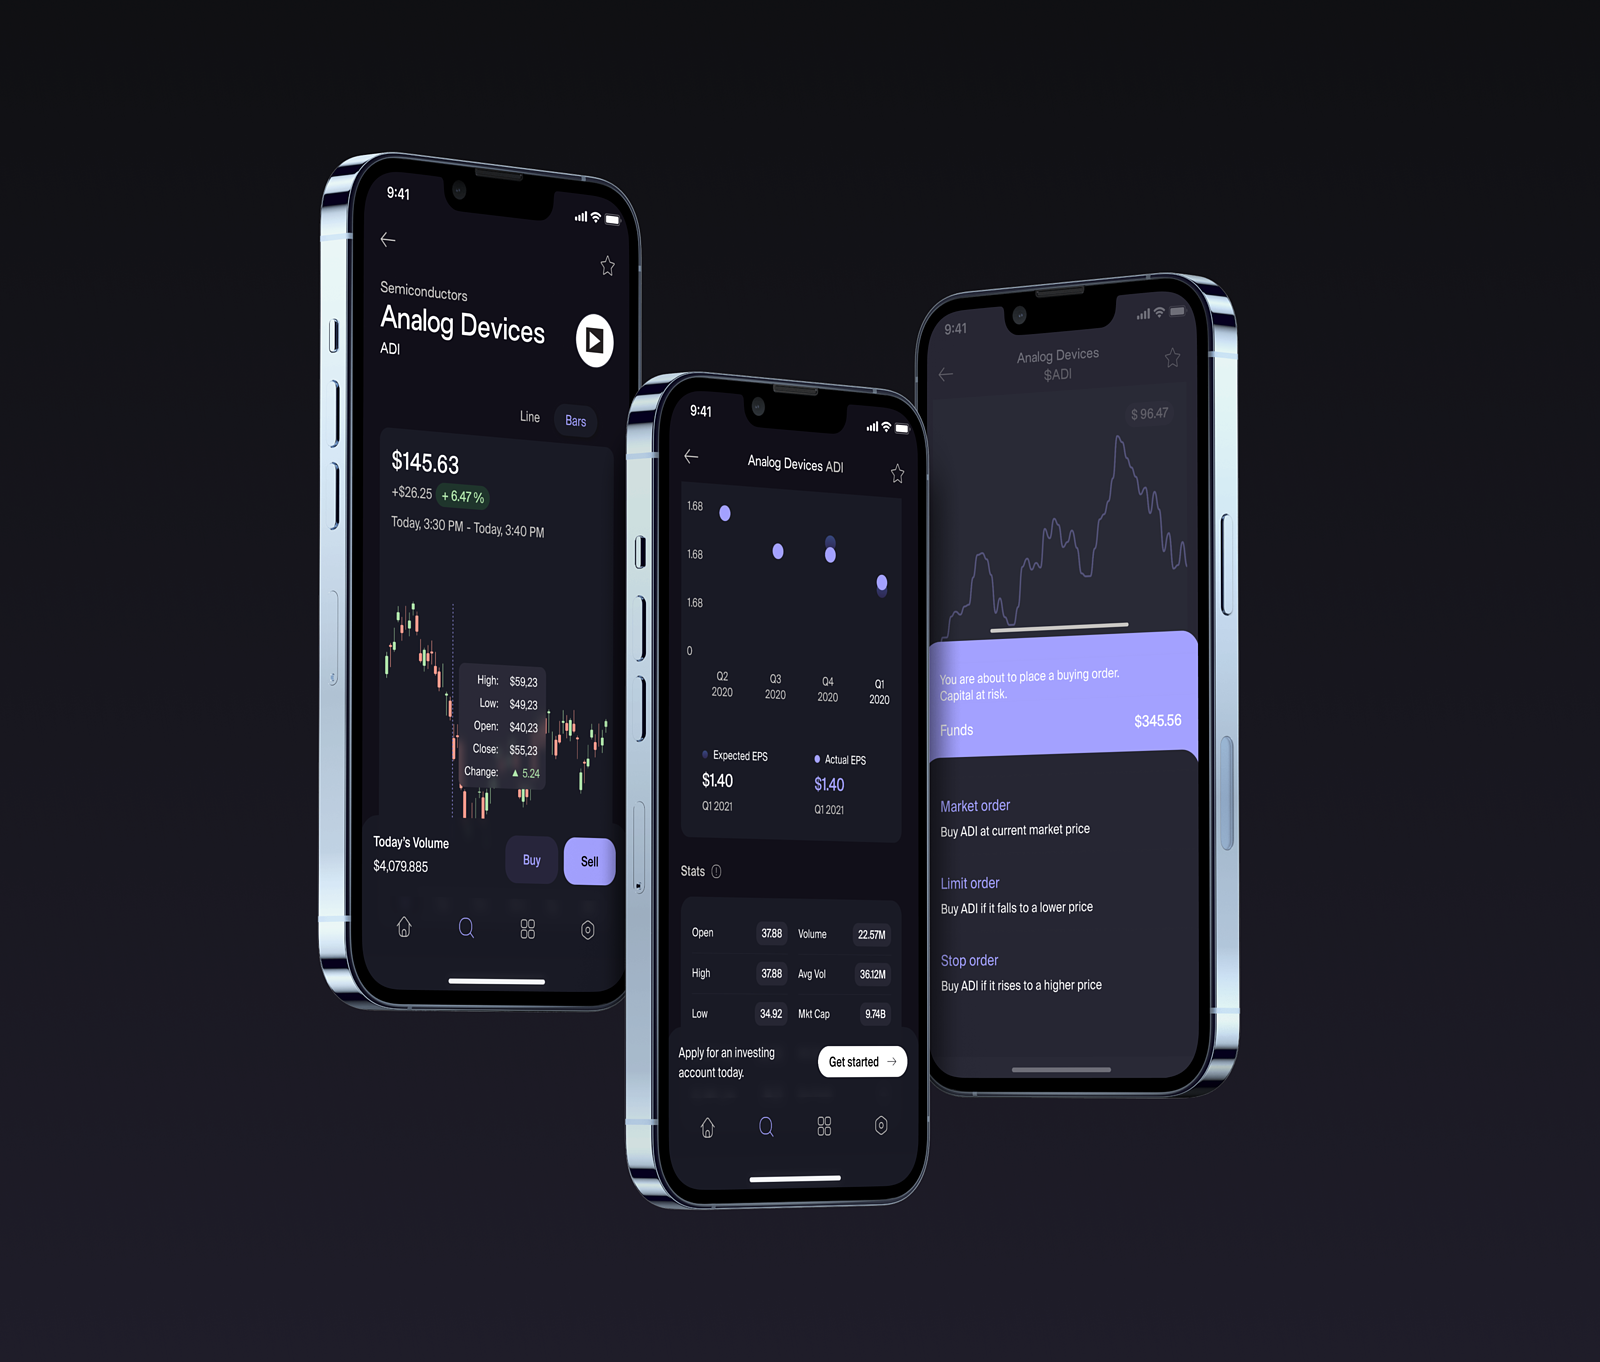 9:41
Semiconductors
Analog Devices
ADI
Line Bars
$145.63
+$26.25 + 6.47 %
Today, 3:30 PM - Today, 3:40 PM
High: $59,23
Low: $49,23
Open: $40,23
Close: $55,23
Change: ▲ 5.24
Today's Volume
$4,079.885
Buy Sell
9:41
Analog Devices ADI
1.68
1.68
1.68
0
Q2 Q3 Q4 Q1
2020 2020 2020 2020
Expected EPS Actual EPS
$1.40 $1.40
Q1 2021 Q1 2021
Stats
Open 37.88 Volume 22.57M
High 37.88 Avg Vol 36.12M
Low 34.92 Mkt Cap 9.74B
Apply for an investing
account today.
Get started →
9:41
Analog Devices
$ADI
$ 96.47
You are about to place a buying order.
Capital at risk.
Funds $345.56
Market order
Buy ADI at current market price
Limit order
Buy ADI if it falls to a lower price
Stop order
Buy ADI if it rises to a higher price